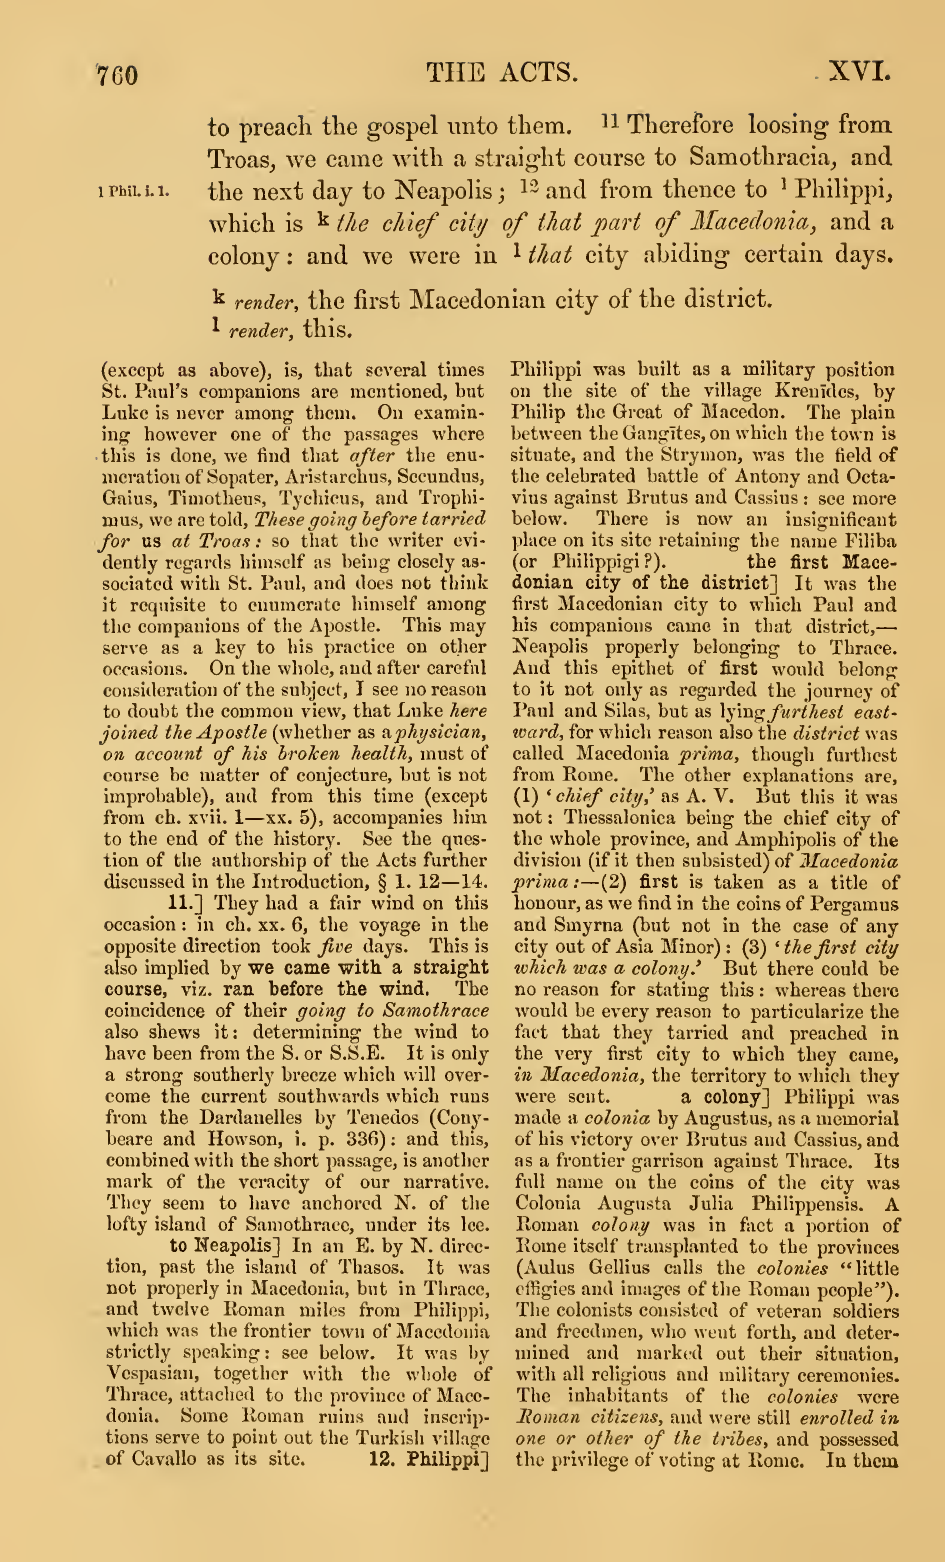 760
THE ACTS.
XVI.
to preach the gospel unto them. 11 Therefore loosing from
Troas, we came with a straight course to Samothracia, and
1 Phil. i. 1.
the next day to Neapolis; 12 and from thence to 1 Philippi,
which is k the chief city of that part of Macedonia, and a
colony: and we were in l that city abiding certain days.
k render, the first Macedonian city of the district.
l render, this.
(except as above), is, that several times
St. Paul's companions are mentioned, but
Luke is never among them. On examin-
ing however one of the passages where
this is done, we find that after the enu-
meration of Sopater, Aristarchus, Secundus,
Gaius, Timotheus, Tychicus, and Trophi-
mus, we are told, These going before tarried
for us at Troas: so that the writer evi-
dently regards himself as being closely as-
sociated with St. Paul, and does not think
it requisite to enumerate himself among
the companions of the Apostle. This may
serve as a key to his practice on other
occasions. On the whole, and after careful
consideration of the subject, I see no reason
to doubt the common view, that Luke here
joined the Apostle (whether as a physician,
on account of his broken health, must of
course be matter of conjecture, but is not
improbable), and from this time (except
from ch. xvii. 1—xx. 5), accompanies him
to the end of the history. See the ques-
tion of the authorship of the Acts further
discussed in the Introduction, § 1. 12—14.
11.] They had a fair wind on this
occasion: in ch. xx. 6, the voyage in the
opposite direction took five days. This is
also implied by we came with a straight
course, viz. ran before the wind. The
coincidence of their going to Samothrace
also shews it: determining the wind to
have been from the S. or S.S.E. It is only
a strong southerly breeze which will over-
come the current southwards which runs
from the Dardanelles by Tenedos (Cony-
beare and Howson, i. p. 336): and this,
combined with the short passage, is another
mark of the veracity of our narrative.
They seem to have anchored N. of the
lofty island of Samothrace, under its lee.
to Neapolis] In an E. by N. direc-
tion, past the island of Thasos. It was
not properly in Macedonia, but in Thrace,
and twelve Roman miles from Philippi,
which was the frontier town of Macedonia
strictly speaking: see below. It was by
Vespasian, together with the whole of
Thrace, attached to the province of Mace-
donia. Some Roman ruins and inscrip-
tions serve to point out the Turkish village
of Cavallo as its site. 12. Philippi]
Philippi was built as a military position
on the site of the village Krenīdes, by
Philip the Great of Macedon. The plain
between the Gangītes, on which the town is
situate, and the Strymon, was the field of
the celebrated battle of Antony and Octa-
vius against Brutus and Cassius: see more
below. There is now an insignificant
place on its site retaining the name Filiba
(or Philippigi?). the first Mace-
donian city of the district] It was the
first Macedonian city to which Paul and
his companions came in that district,—
Neapolis properly belonging to Thrace.
And this epithet of first would belong
to it not only as regarded the journey of
Paul and Silas, but as lying furthest east-
ward, for which reason also the district was
called Macedonia prima, though furthest
from Rome. The other explanations are,
(1) 'chief city,' as A. V. But this it was
not: Thessalonica being the chief city of
the whole province, and Amphipolis of the
division (if it then subsisted) of Macedonia
prima:—(2) first is taken as a title of
honour, as we find in the coins of Pergamus
and Smyrna (but not in the case of any
city out of Asia Minor): (3) 'the first city
which was a colony.' But there could be
no reason for stating this: whereas there
would be every reason to particularize the
fact that they tarried and preached in
the very first city to which they came,
in Macedonia, the territory to which they
were sent. a colony] Philippi was
made a colonia by Augustus, as a memorial
of his victory over Brutus and Cassius, and
as a frontier garrison against Thrace. Its
full name on the coins of the city was
Colonia Augusta Julia Philippensis. A
Roman colony was in fact a portion of
Rome itself transplanted to the provinces
(Aulus Gellius calls the colonies "little
effigies and images of the Roman people").
The colonists consisted of veteran soldiers
and freedmen, who went forth, and deter-
mined and marked out their situation,
with all religious and military ceremonies.
The inhabitants of the colonies were
Roman citizens, and were still enrolled in
one or other of the tribes, and possessed
the privilege of voting at Rome. In them